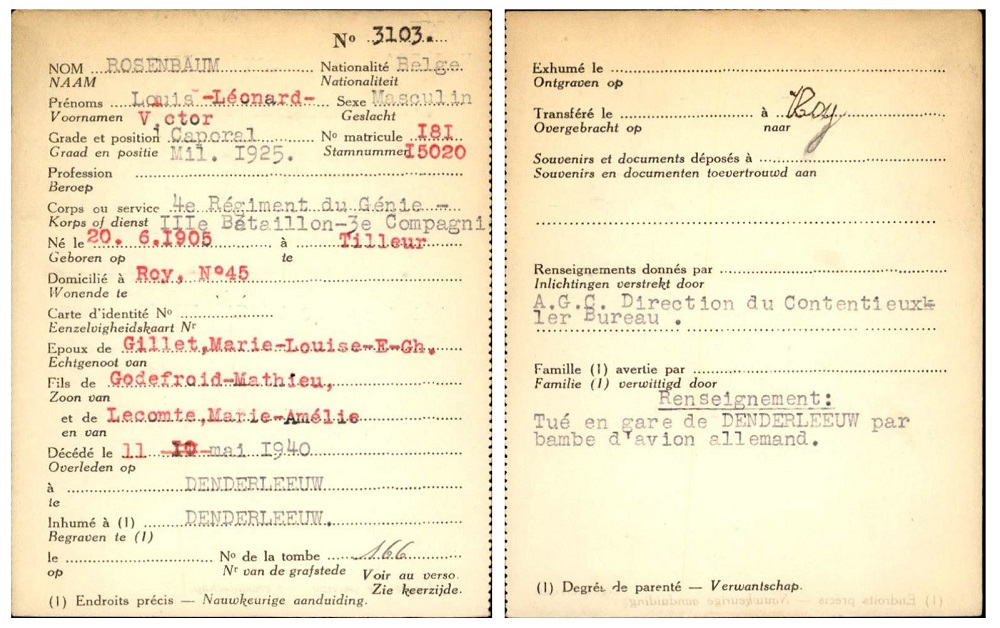 Nº 3103.
NOM ROSENBAUM Nationalité Belge
NAAM Nationaliteit
Prénoms Louis-Léonard- Sexe Masculin
Voornamen Victor Geslacht
Grade et position Caporal Nº matricule I8I
Graad en positie Mil. I925. Stamnummer I5020
Profession
Beroep
Corps ou service 4e Régiment du Génie -
Korps of dienst IIIe Bataillon-3e Compagni
Né le 20. 6.I905 à Tilleur
Geboren op te
Domicilié à Roy, Nº45
Wonende te
Carte d'identité Nº
Eenzelvigheidskaart Nr
Epoux de Gillet,Marie-Louise-E-Gh,
Echtgenoot van
Fils de Godefroid-Mathieu,
Zoon van
et de Lecomte,Marie-Amélie
en van
Décédé le 11 10 mai I940
Overleden op
à DENDERLEEUW
te
Inhumé à (1) DENDERLEEUW.
Begraven te (1)
le Nº de la tombe 166
op Nr van de grafstede Voir au verso.
Zie keerzijde.
(1) Endroits précis — Nauwkeurige aanduiding.
Exhumé le
Ontgraven op
Transféré le à Roy
Overgebracht op naar
Souvenirs et documents déposés à
Souvenirs en documenten toevertrouwd aan
Renseignements donnés par
Inlichtingen verstrekt door
A.G.C. Direction du Contentieux
1er Bureau .
Famille (1) avertie par
Familie (1) verwittigd door
Renseignement:
Tué en gare de DENDERLEEUW par
bambe d'avion allemand.
(1) Degré de parenté — Verwantschap.